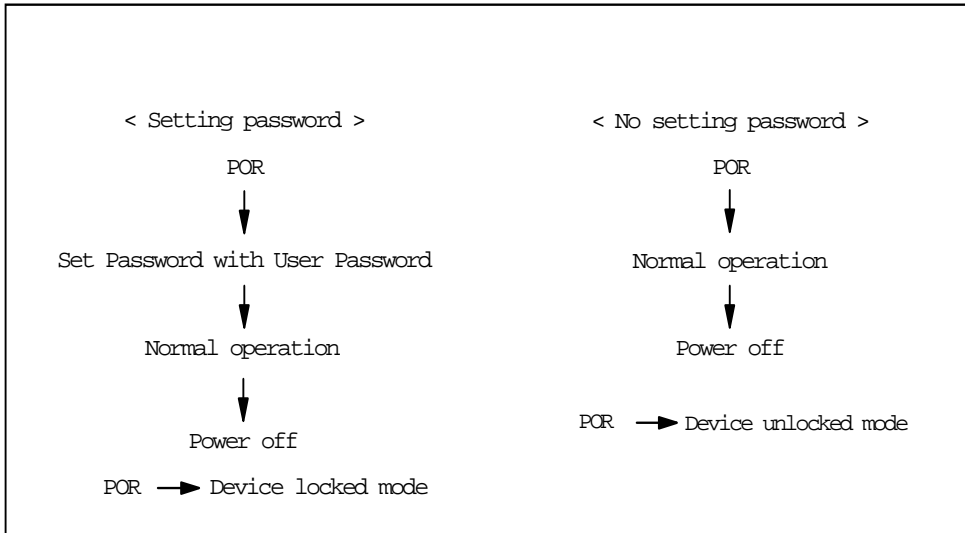 < Setting password >
POR
Set Password with User Password
Normal operation
Power off
POR → Device locked mode
< No setting password >
POR
Normal operation
Power off
POR → Device unlocked mode